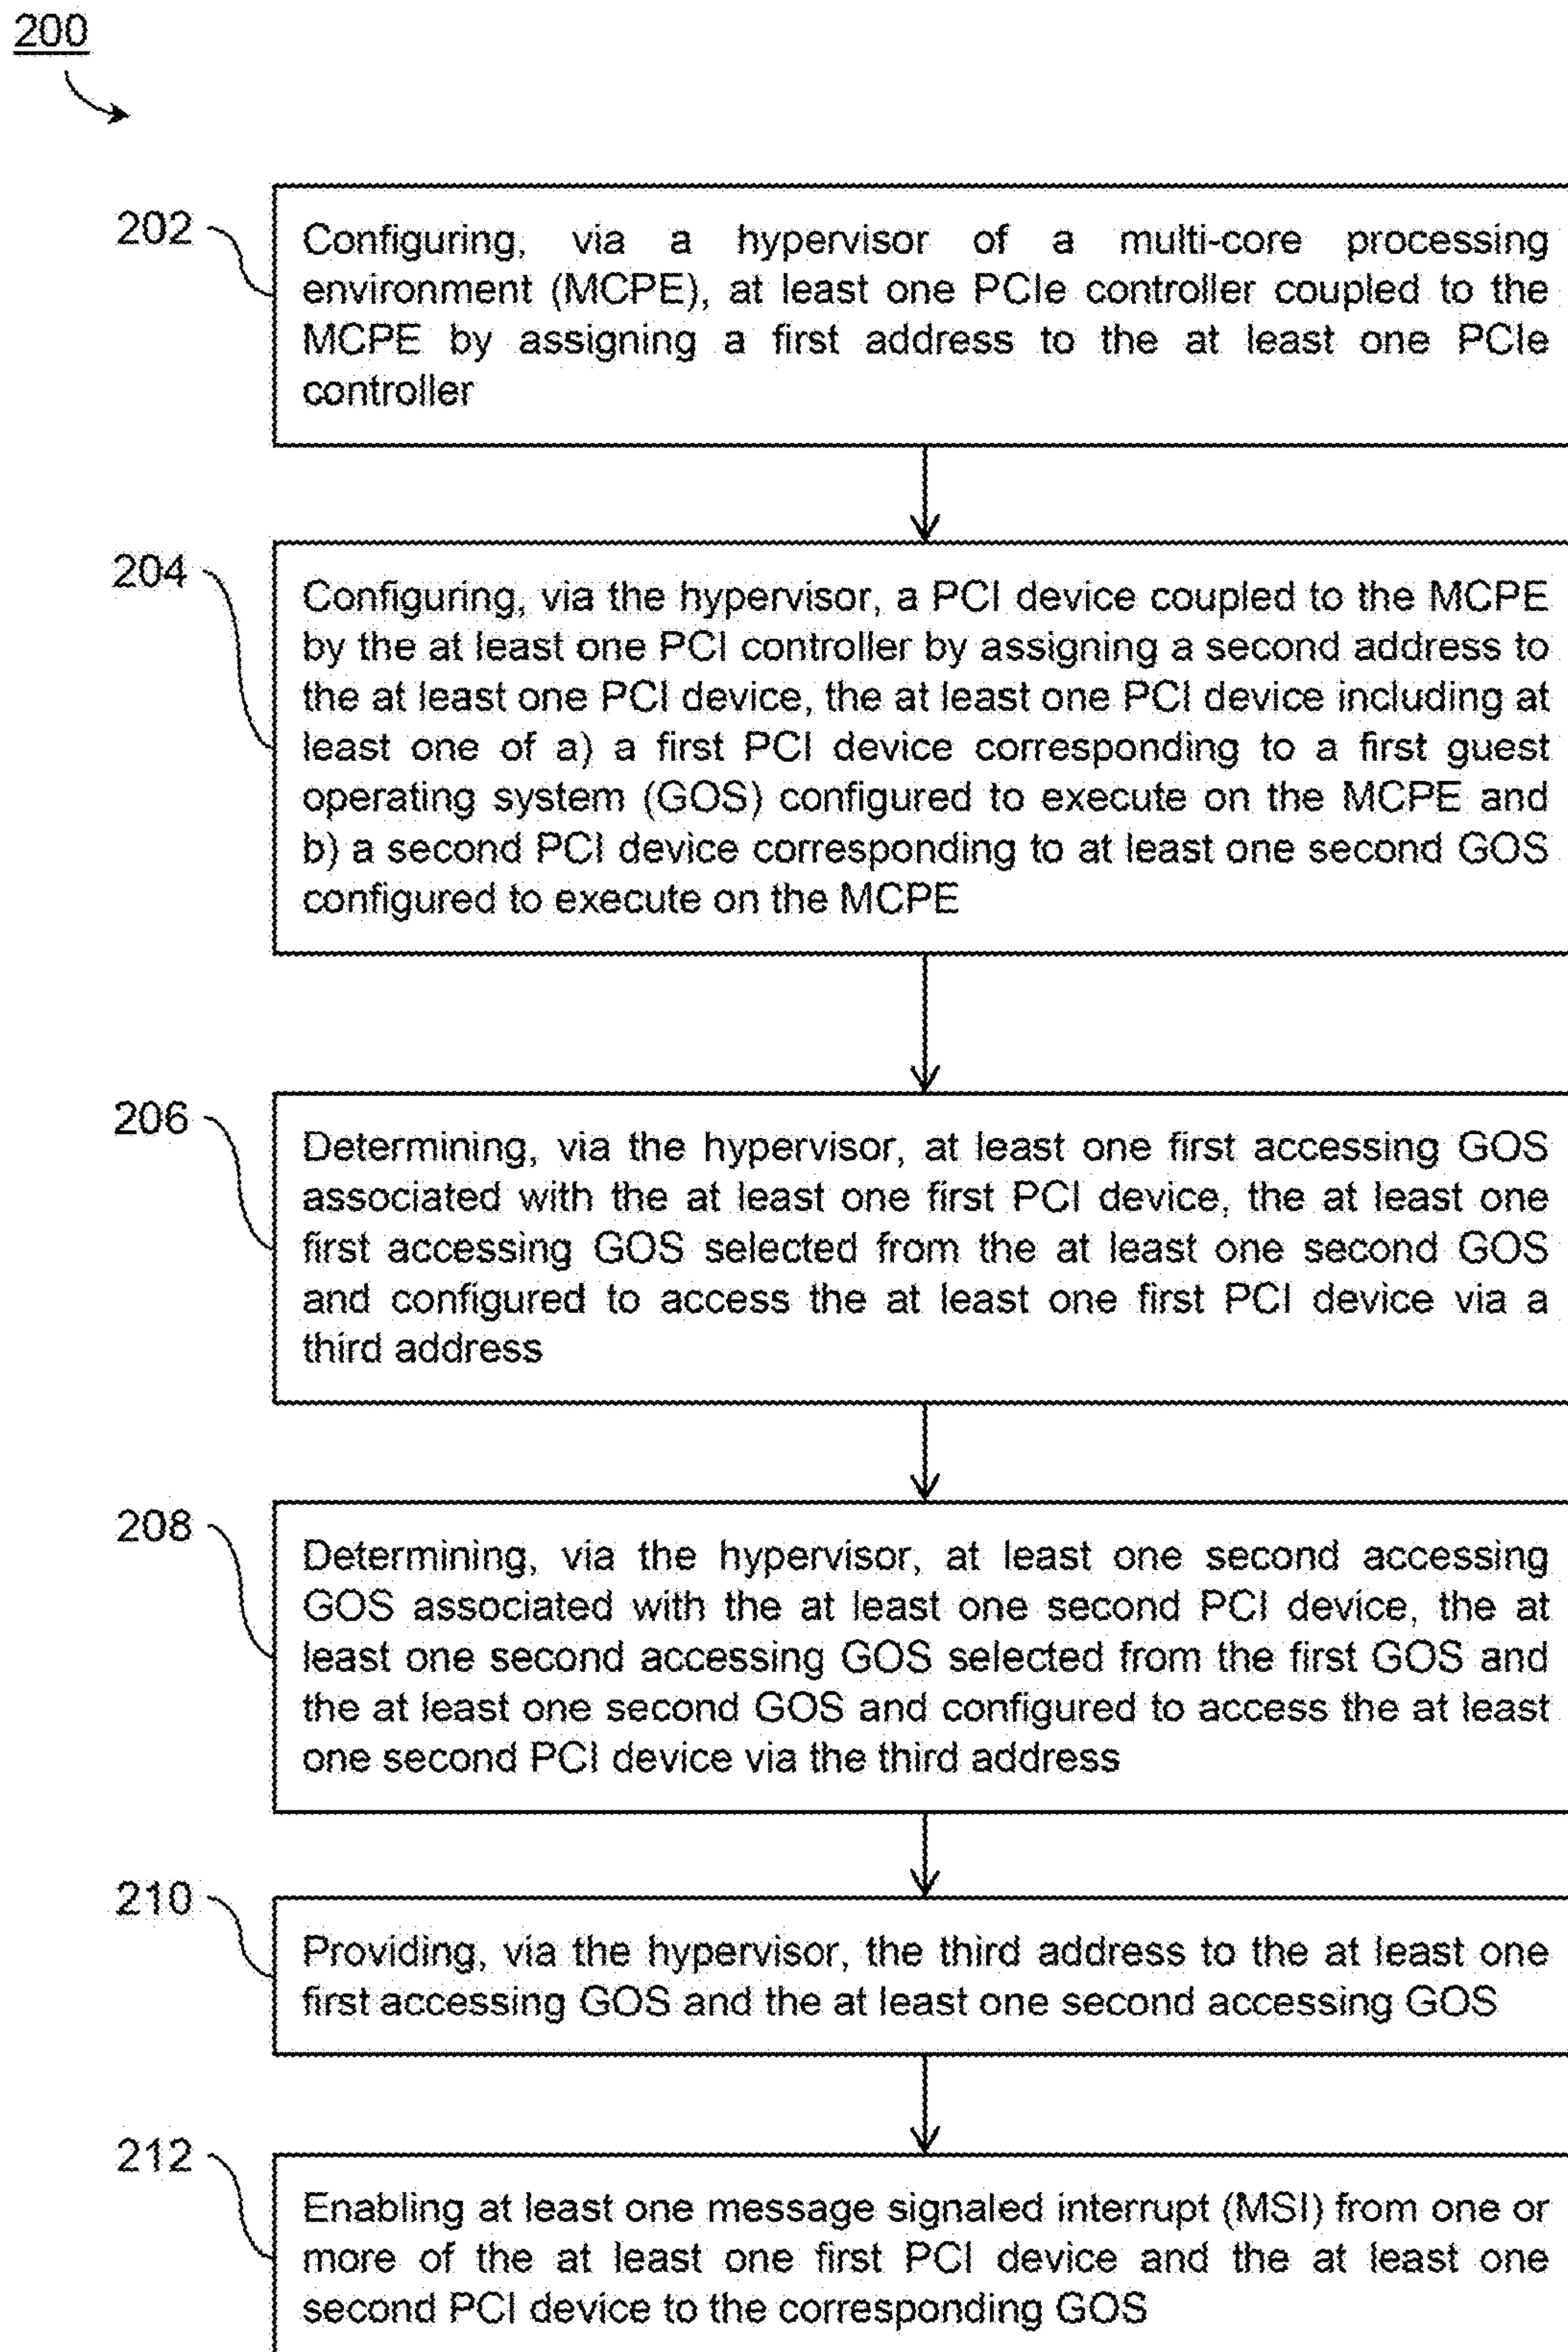 200
202
Configuring, via a hypervisor of a multi-core processing
environment (MCPE), at least one PCIe controller coupled to the
MCPE by assigning a first address to the at least one PCIe
controller
204
Configuring, via the hypervisor, a PCI device coupled to the MCPE
by the at least one PCI controller by assigning a second address to
the at least one PCI device, the at least one PCI device including at
least one of a) a first PCI device corresponding to a first guest
operating system (GOS) configured to execute on the MCPE and
b) a second PCI device corresponding to at least one second GOS
configured to execute on the MCPE
206
Determining, via the hypervisor, at least one first accessing GOS
associated with the at least one first PCI device, the at least one
first accessing GOS selected from the at least one second GOS
and configured to access the at least one first PCI device via a
third address
208
Determining, via the hypervisor, at least one second accessing
GOS associated with the at least one second PCI device, the at
least one second accessing GOS selected from the first GOS and
the at least one second GOS and configured to access the at least
one second PCI device via the third address
210
Providing, via the hypervisor, the third address to the at least one
first accessing GOS and the at least one second accessing GOS
212
Enabling at least one message signaled interrupt (MSI) from one or
more of the at least one first PCI device and the at least one
second PCI device to the corresponding GOS